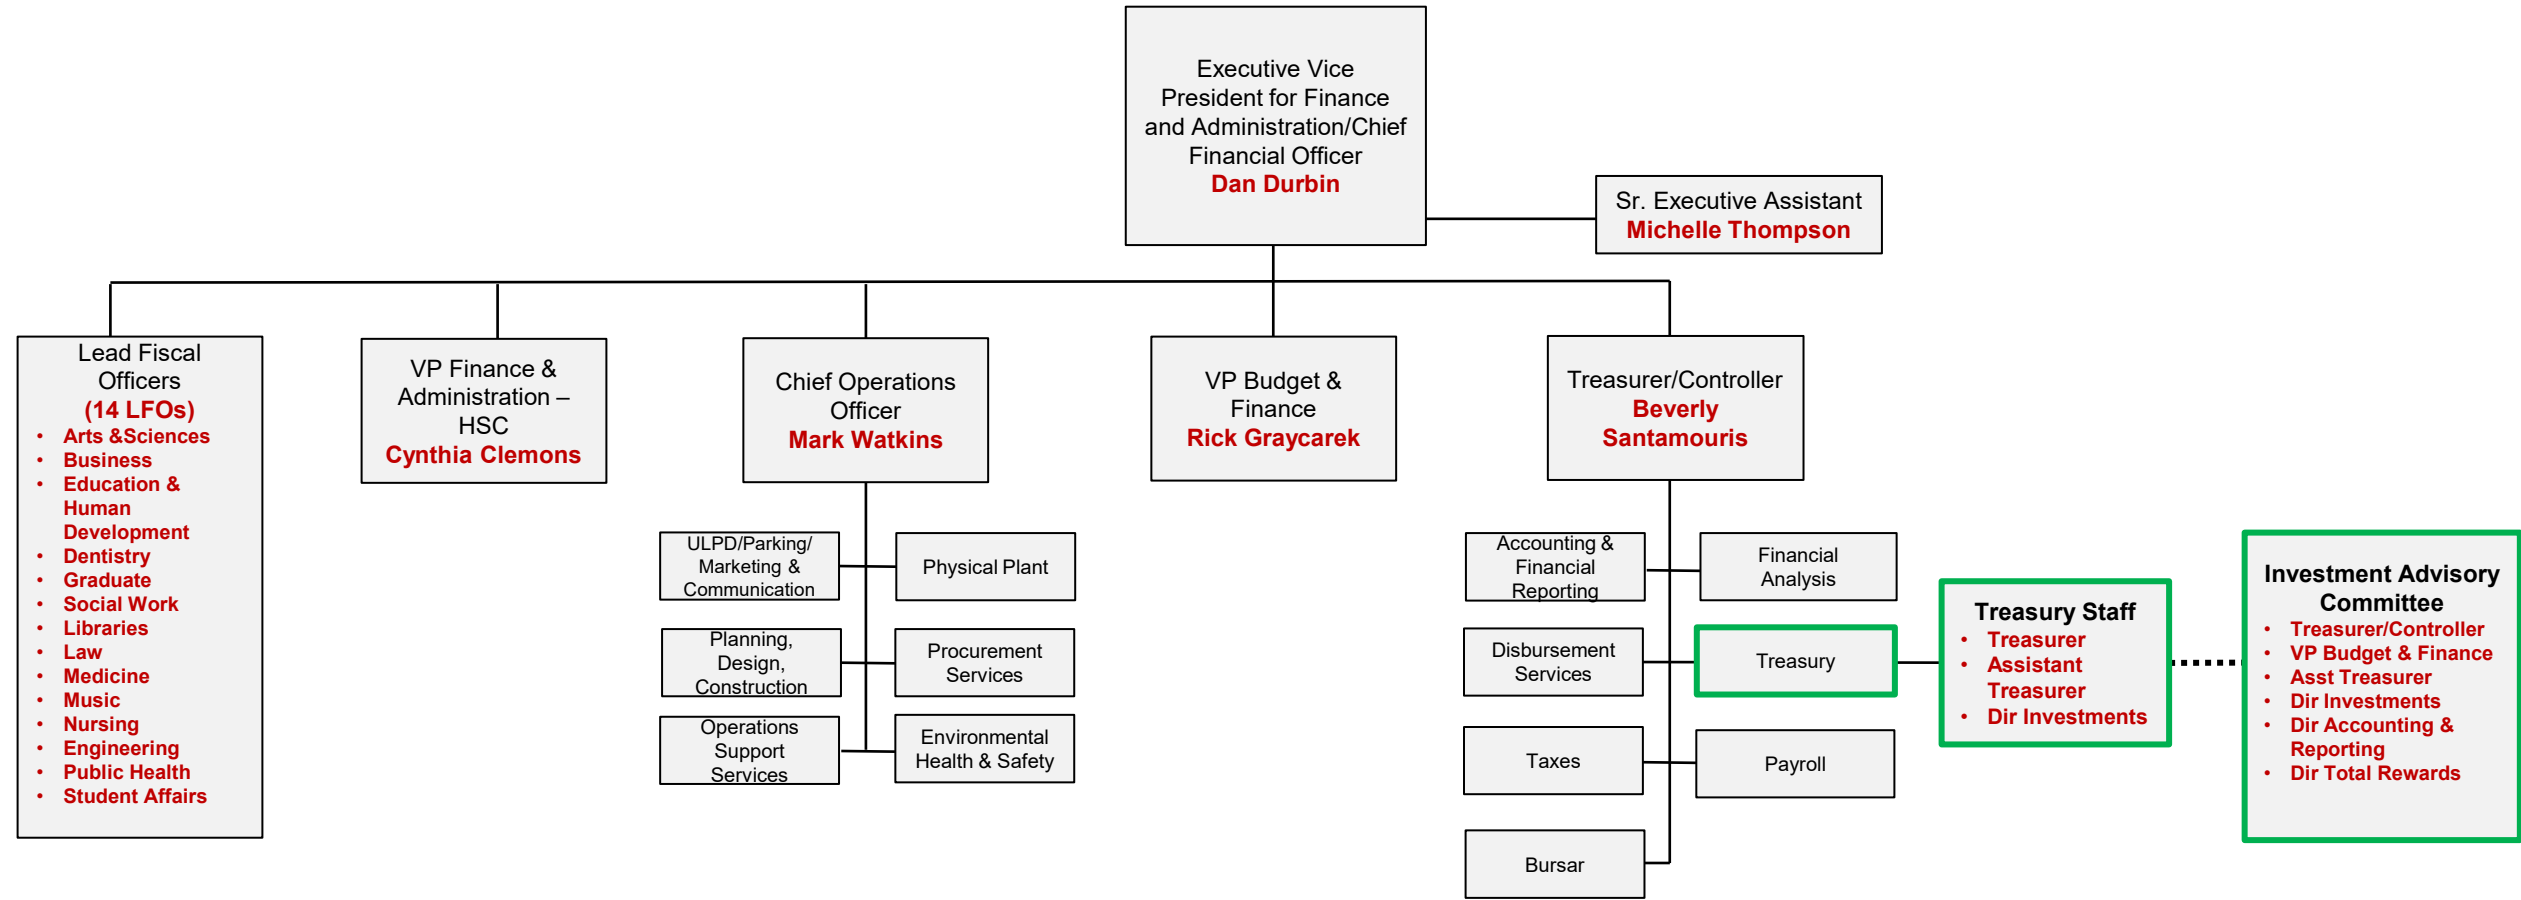 Executive Vice
President for Finance
and Administration/Chief
Financial Officer
Dan Durbin
Sr. Executive Assistant
Michelle Thompson
Lead Fiscal
Officers
(14 LFOs)
• Arts &Sciences
• Business
• Education &
Human
Development
• Dentistry
• Graduate
• Social Work
• Libraries
• Law
• Medicine
• Music
• Nursing
• Engineering
• Public Health
• Student Affairs
VP Finance &
Administration –
HSC
Cynthia Clemons
Chief Operations
Officer
Mark Watkins
VP Budget &
Finance
Rick Graycarek
Treasurer/Controller
Beverly
Santamouris
ULPD/Parking/
Marketing &
Communication
Physical Plant
Planning,
Design,
Construction
Procurement
Services
Operations
Support
Services
Environmental
Health & Safety
Accounting &
Financial
Reporting
Financial
Analysis
Disbursement
Services
Treasury
Taxes
Payroll
Bursar
Treasury Staff
• Treasurer
• Assistant
Treasurer
• Dir Investments
Investment Advisory
Committee
• Treasurer/Controller
• VP Budget & Finance
• Asst Treasurer
• Dir Investments
• Dir Accounting &
Reporting
• Dir Total Rewards